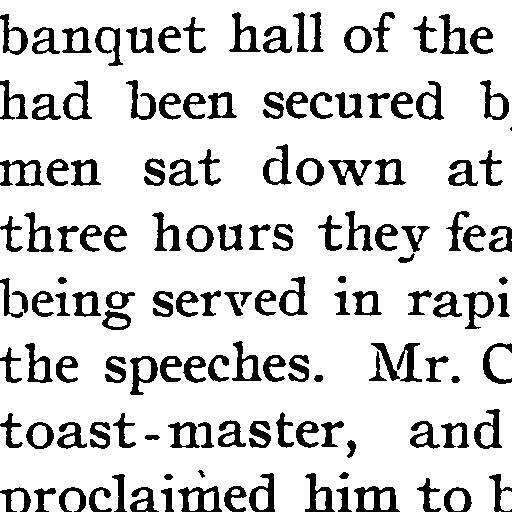 banquet hall of the
had been secured b
men sat down at
three hours they fea
being served in rapi
the speeches. Mr. C
toast-master, and
proclaimed him to b